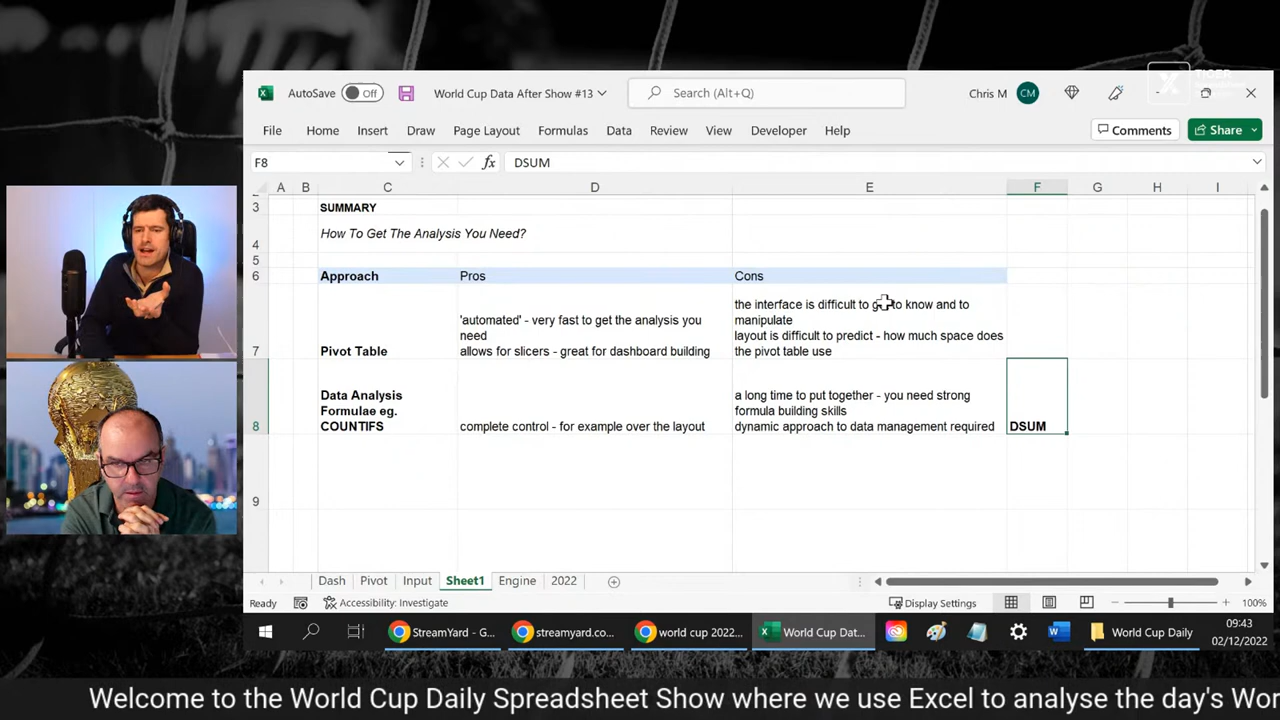 TIGER
AutoSave Off World Cup Data After Show #13 Search (Alt+Q) Chris M CM
File Home Insert Draw Page Layout Formulas Data Review View Developer Help Comments Share
F8 fx DSUM
A B C D E F G H I
3 SUMMARY
4 How To Get The Analysis You Need?
5
6 Approach Pros Cons
the interface is difficult to g to know and to
'automated' - very fast to get the analysis you manipulate
need layout is difficult to predict - how much space does
7 Pivot Table allows for slicers - great for dashboard building the pivot table use
Data Analysis a long time to put together - you need strong
Formulae eg. formula building skills
8 COUNTIFS complete control - for example over the layout dynamic approach to data management required DSUM
9
Dash Pivot Input Sheet1 Engine 2022
Ready Accessibility: Investigate Display Settings 100%
StreamYard - G... streamyard.co... world cup 2022... World Cup Dat... World Cup Daily 09:43
02/12/2022
Welcome to the World Cup Daily Spreadsheet Show where we use Excel to analyse the day's Wor